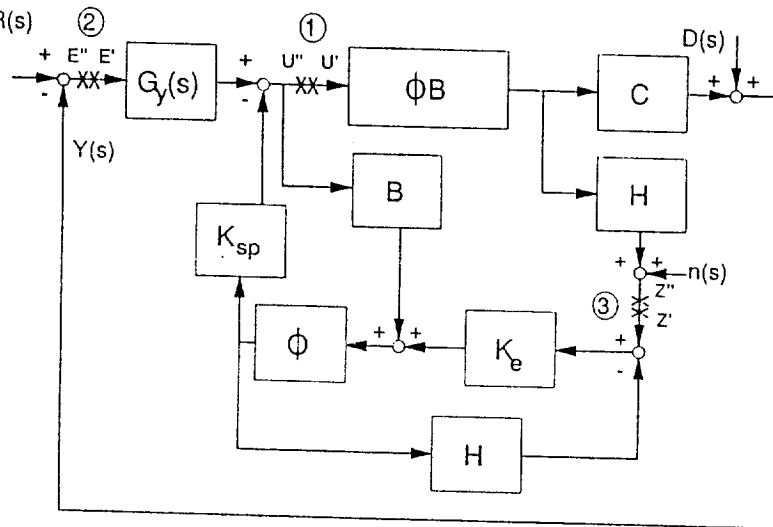 R(s)
②
①
D(s)
+
E"
E'
G_y(s)
+
U"
U'
ΦB
C
+
+
-
-
Y(s)
B
H
K_sp
+
+
n(s)
③
Z"
Z'
+
+
+
Φ
K_e
-
H